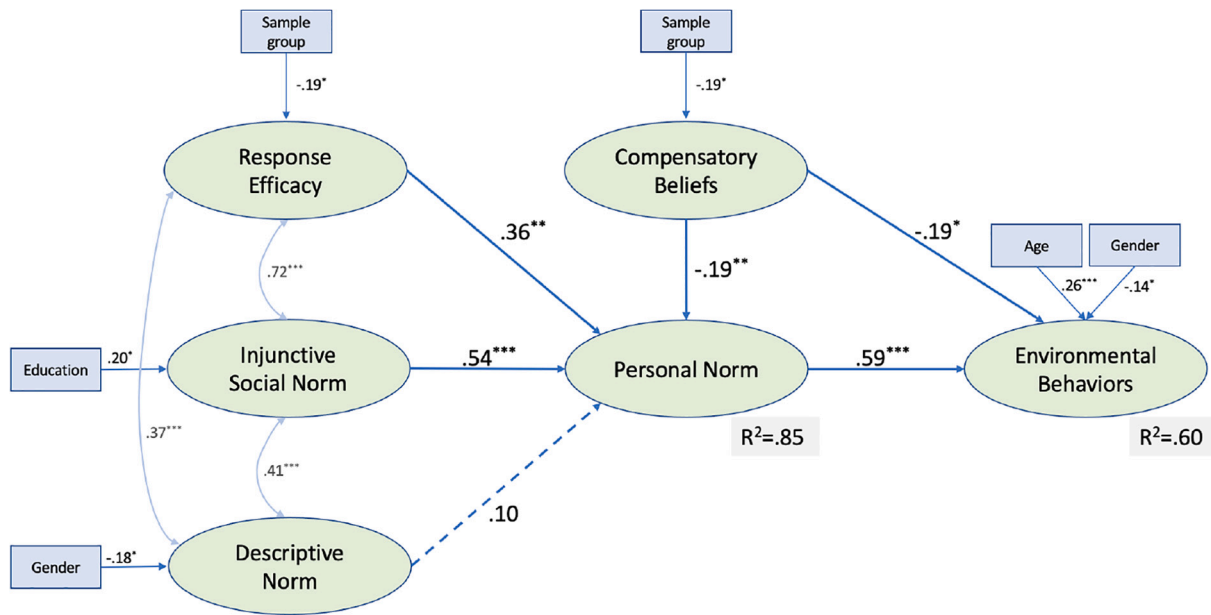 Sample
group
Sample
group
-.19*
-.19*
Response
Efficacy
Compensatory
Beliefs
.36**
-.19**
-.19*
Age
Gender
.26***
-.14*
.72***
Education
.20*
Injunctive
Social Norm
.54***
Personal Norm
.59***
Environmental
Behaviors
R²=.85
R²=.60
.37***
.41***
.10
Gender
-.18*
Descriptive
Norm